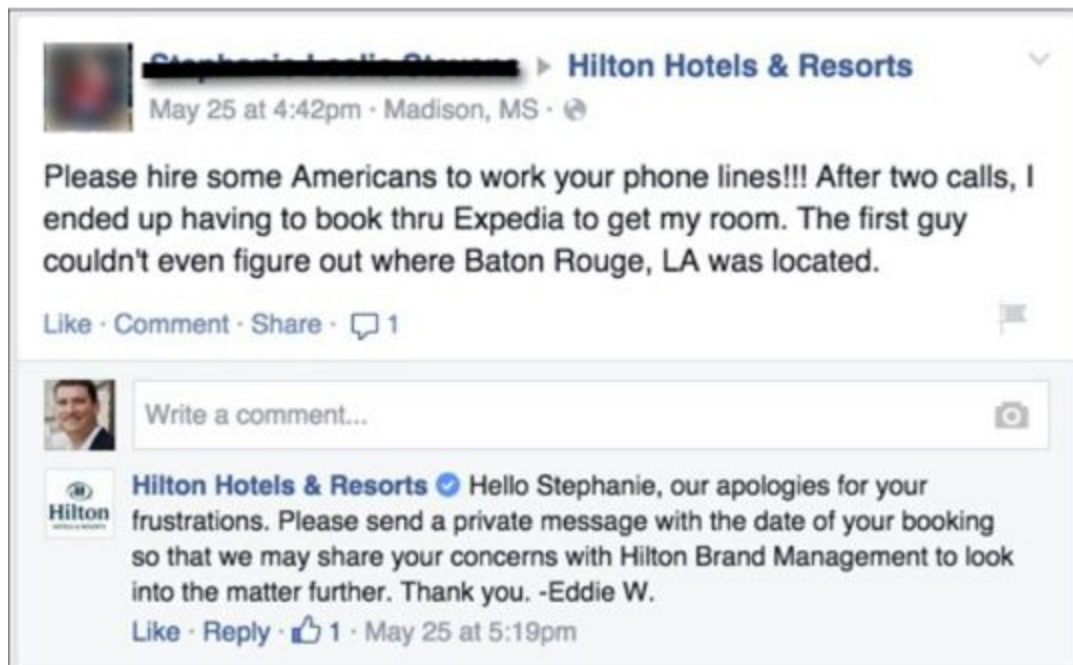 Hilton Hotels & Resorts
May 25 at 4:42pm · Madison, MS ·
Please hire some Americans to work your phone lines!!! After two calls, I
ended up having to book thru Expedia to get my room. The first guy
couldn't even figure out where Baton Rouge, LA was located.
Like · Comment · Share · 1
Write a comment...
Hilton
Hilton Hotels & Resorts Hello Stephanie, our apologies for your
frustrations. Please send a private message with the date of your booking
so that we may share your concerns with Hilton Brand Management to look
into the matter further. Thank you. -Eddie W.
Like · Reply · 1 · May 25 at 5:19pm